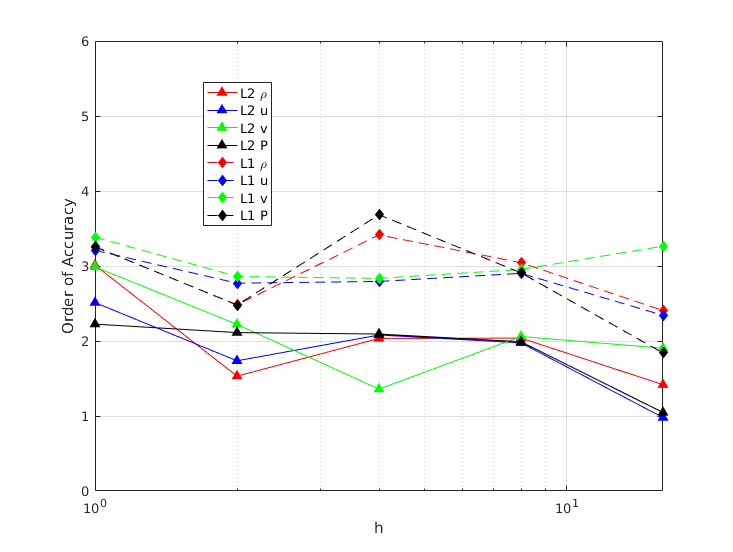 6
5
4
3
2
1
0
Order of Accuracy
L2 ρ
L2 u
L2 v
L2 P
L1 ρ
L1 u
L1 v
L1 P
10^0
10^1
h